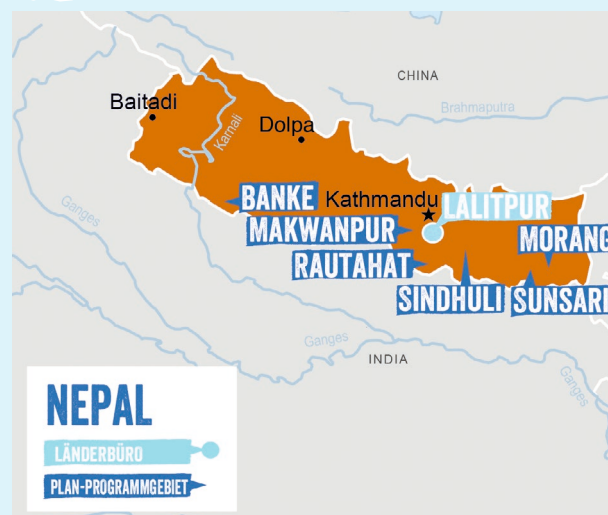 CHINA
Baitadi
Brahmaputra
Dolpa
Karnali
BANKE
Kathmandu
LALITPUR
Ganges
MAKWANPUR
MORANG
RAUTAHAT
SINDHULI
SUNSARI
Ganges
INDIA
Ganges
NEPAL
LÄNDERBÜRO
PLAN-PROGRAMMGEBIET